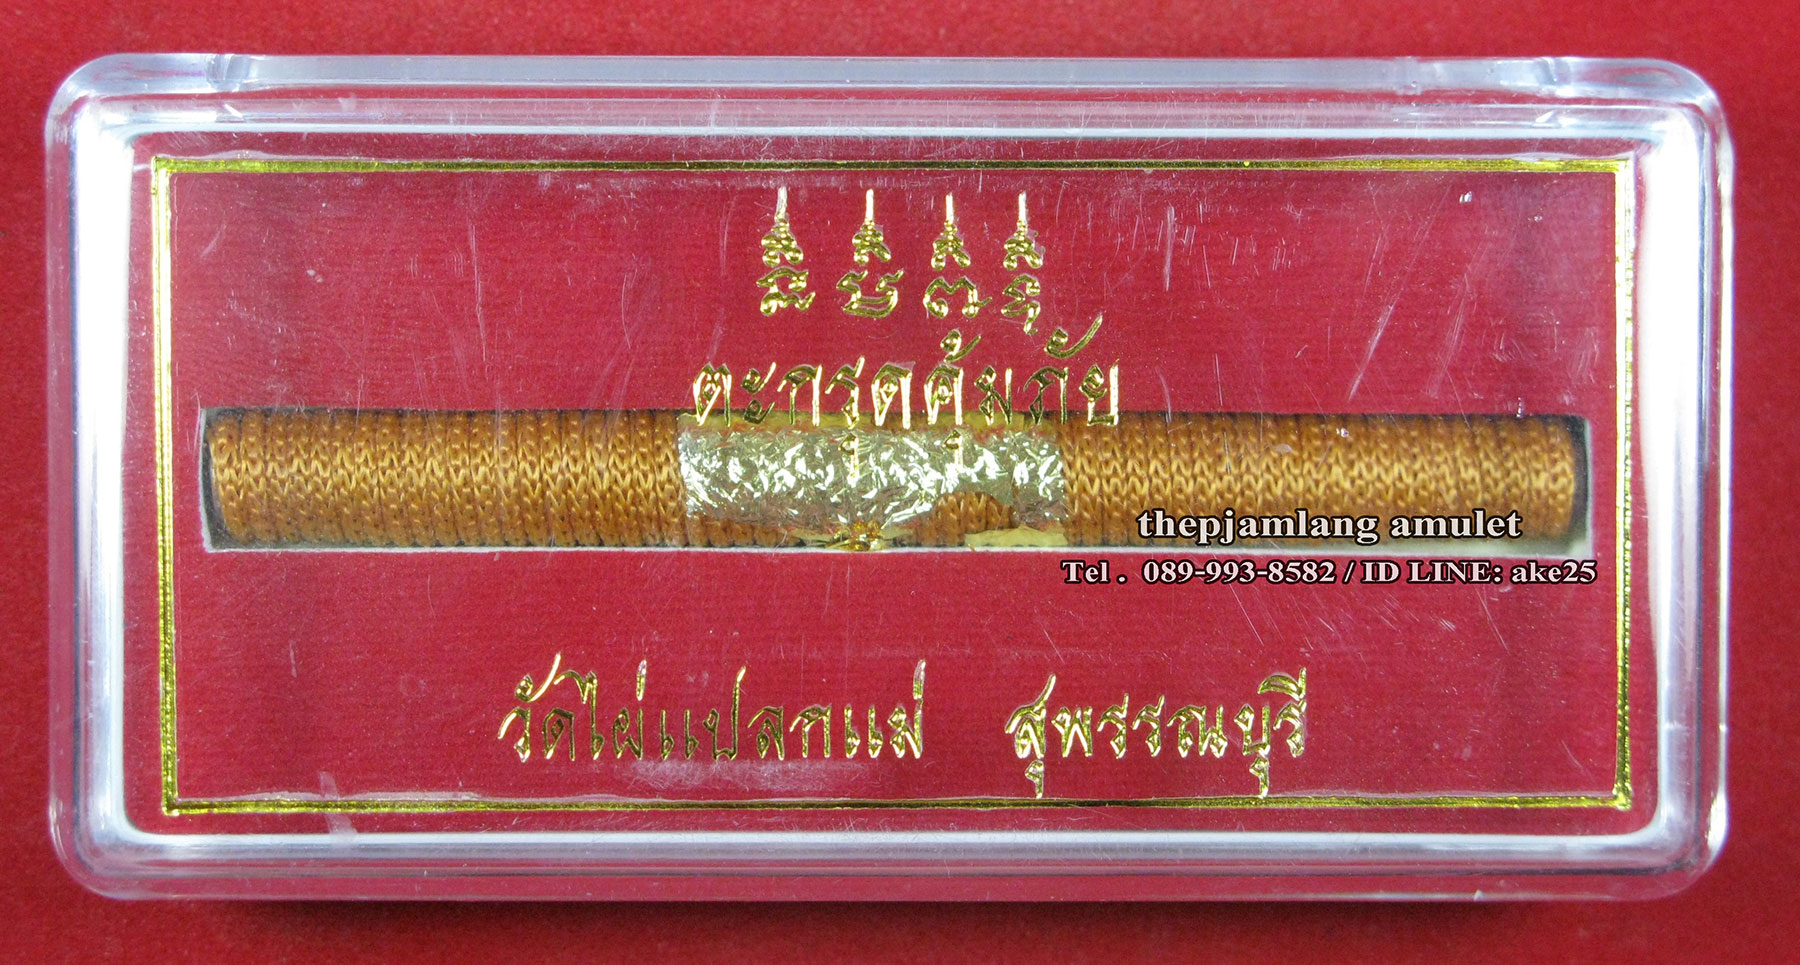 ตะกรุดคุ้มภัย
thepjamlang amulet
Tel . 089-993-8582 / ID LINE: ake25
วัดไผ่แปลกแม่ สุพรรณบุรี